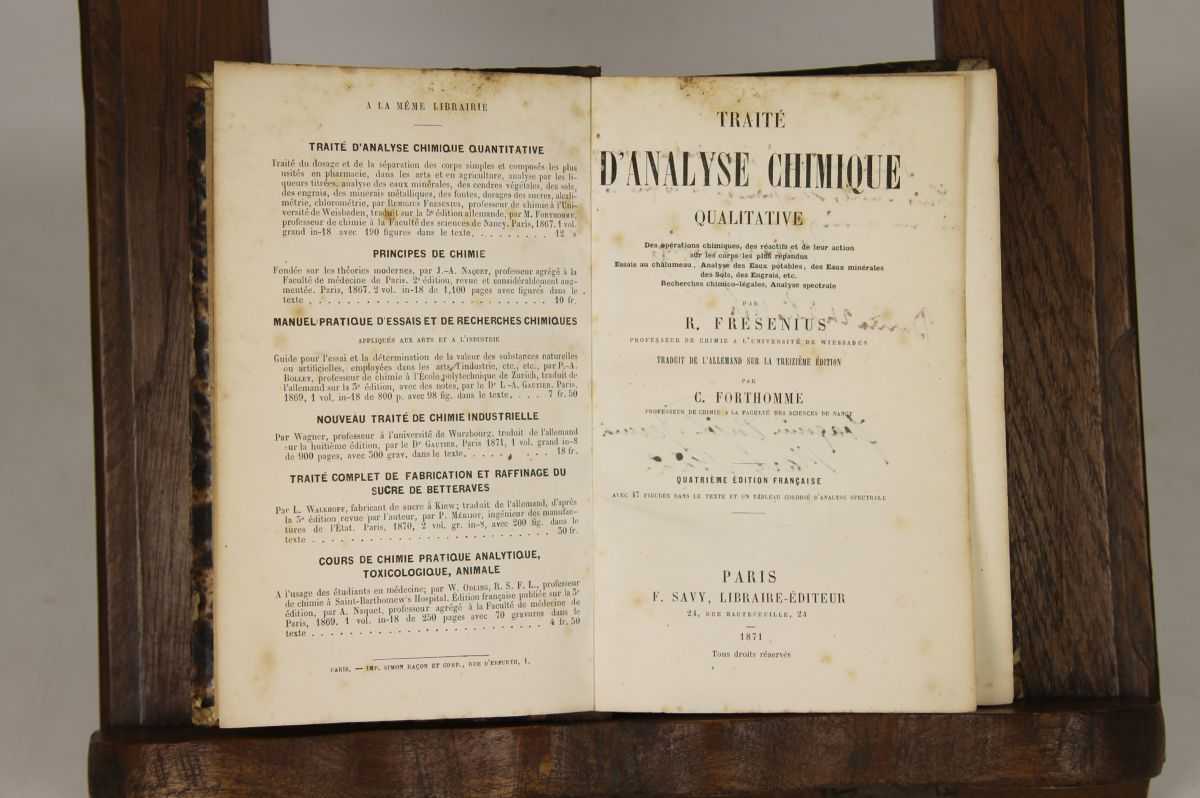 A LA MÊME LIBRAIRIE
TRAITÉ D'ANALYSE CHIMIQUE QUANTITATIVE
Traité du dosage et de la séparation des corps simples et composés les plus
usités en pharmacie, dans les arts et en agriculture, analyse par les li-
queurs titrées, analyse des eaux minérales, des cendres végétales, des sols,
des engrais, des minerais métalliques, des fontes, dosages des sucres, alcali-
métrie, chlorométrie, par REMIGIUS FRESENIUS, professeur de chimie à l'Uni-
versité de Weisbaden, traduit sur la 5e édition allemande, par M. FORTHOMME,
professeur de chimie à la Faculté des sciences de Nancy. Paris, 1867. 1 vol.
grand in-18 avec 190 figures dans le texte. . . . . . . . . 12 »
PRINCIPES DE CHIMIE
Fondée sur les théories modernes, par J.-A. NAQUET, professeur agrégé à la
Faculté de médecine de Paris. 2e édition, revue et considérablement aug-
mentée. Paris, 1867. 2 vol. in-18 de 1,100 pages avec figures dans le
texte . . . . . . . . . . . . . . . . . . . . . . . 10 fr.
MANUEL PRATIQUE D'ESSAIS ET DE RECHERCHES CHIMIQUES
APPLIQUÉS AUX ARTS ET A L'INDUSTRIE
Guide pour l'essai et la détermination de la valeur des substances naturelles
ou artificielles, employées dans les arts, l'industrie, etc., etc., par P.-A.
BOLLEY, professeur de chimie à l'École polytechnique de Zurich, traduit de
l'allemand sur la 3e édition, avec des notes, par le Dr L.-A. GAUTIER. Paris,
1869, 1 vol. in-18 de 800 p. avec 98 fig. dans le texte. . . . 7 fr. 50
NOUVEAU TRAITÉ DE CHIMIE INDUSTRIELLE
Par Wagner, professeur à l'université de Wurzbourg, traduit de l'allemand
sur la huitième édition, par le Dr GAUTIER. Paris 1871, 1 vol. grand in-8
de 900 pages, avec 300 grav. dans le texte. . . . . . . . . 18 fr.
TRAITÉ COMPLET DE FABRICATION ET RAFFINAGE DU
SUCRE DE BETTERAVES
Par L. WALKHOFF, fabricant de sucre à Kiew; traduit de l'allemand, d'après
la 3e édition revue par l'auteur, par P. MÉRIJOT, ingénieur des manufac-
tures de l'État. Paris, 1870, 2 vol. gr. in-8, avec 200 fig. dans le
texte . . . . . . . . . . . . . . . . . . . . . . . 30 fr.
COURS DE CHIMIE PRATIQUE ANALYTIQUE,
TOXICOLOGIQUE, ANIMALE
A l'usage des étudiants en médecine; par W. ODLING, R. S. F. L., professeur
de chimie à Saint-Barthomew's Hospital. Édition française publiée sur la 3e
édition, par A. Naquet, professeur agrégé à la Faculté de médecine de
Paris, 1869. 1 vol. in-18 de 250 pages avec 70 gravures dans le
texte . . . . . . . . . . . . . . . . . . . . . . . 4 fr. 50
PARIS. — IMP. SIMON RAÇON ET COMP., RUE D'ERFURTH, 1.
TRAITÉ
D'ANALYSE CHIMIQUE
QUALITATIVE
Des opérations chimiques, des réactifs et de leur action
sur les corps les plus répandus
Essais au châlumeau, Analyse des Eaux potables, des Eaux minérales
des Sols, des Engrais, etc.
Recherches chimico-légales, Analyse spectrale
PAR
R. FRESENIUS
PROFESSEUR DE CHIMIE A L'UNIVERSITÉ DE WIESBADEN
TRADUIT DE L'ALLEMAND SUR LA TREIZIÈME ÉDITION
PAR
C. FORTHOMME
PROFESSEUR DE CHIMIE A LA FACULTÉ DES SCIENCES DE NANCY
QUATRIÈME ÉDITION FRANÇAISE
AVEC 47 FIGURES DANS LE TEXTE ET UN TABLEAU COLORIÉ D'ANALYSE SPECTRALE
PARIS
F. SAVY, LIBRAIRE-ÉDITEUR
24, RUE HAUTEFEUILLE, 24
1871
Tous droits réservés